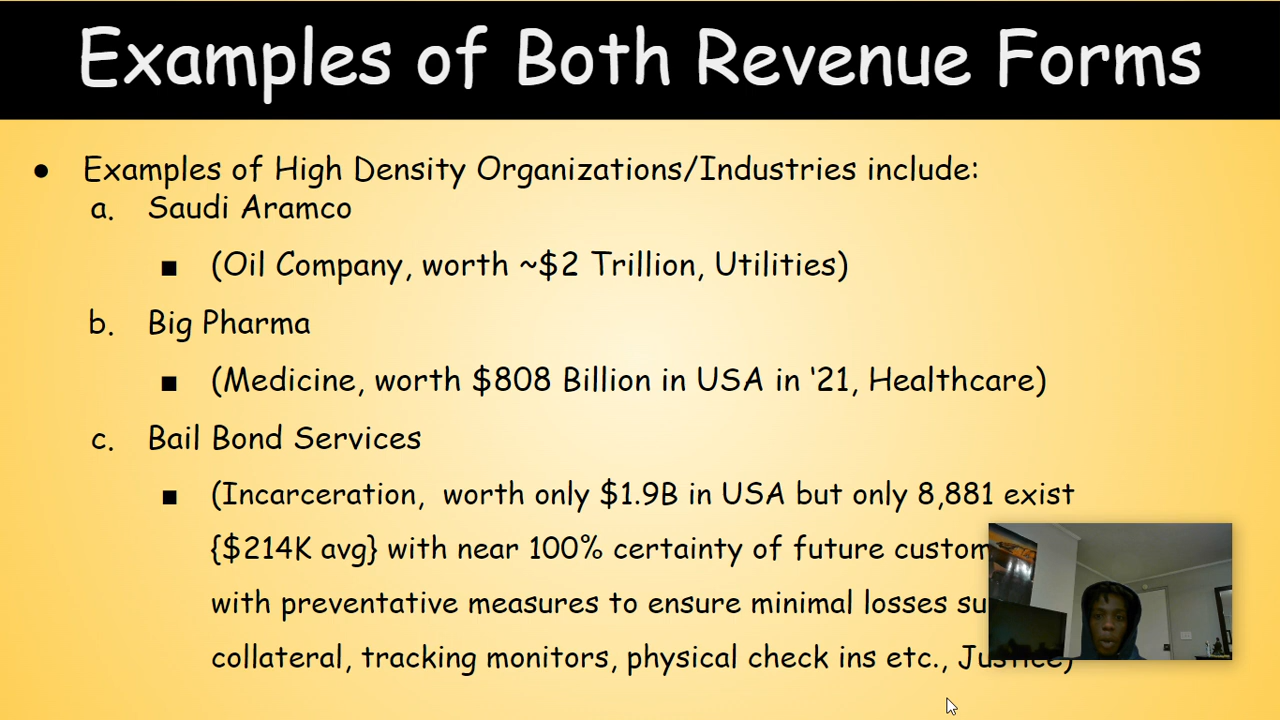 Examples of Both Revenue Forms
● Examples of High Density Organizations/Industries include:
a. Saudi Aramco
■ (Oil Company, worth ~$2 Trillion, Utilities)
b. Big Pharma
■ (Medicine, worth $808 Billion in USA in '21, Healthcare)
c. Bail Bond Services
■ (Incarceration, worth only $1.9B in USA but only 8,881 exist
{$214K avg} with near 100% certainty of future
with preventative measures to ensure minimal losses
collateral, tracking monitors, physical check ins etc., Justice)